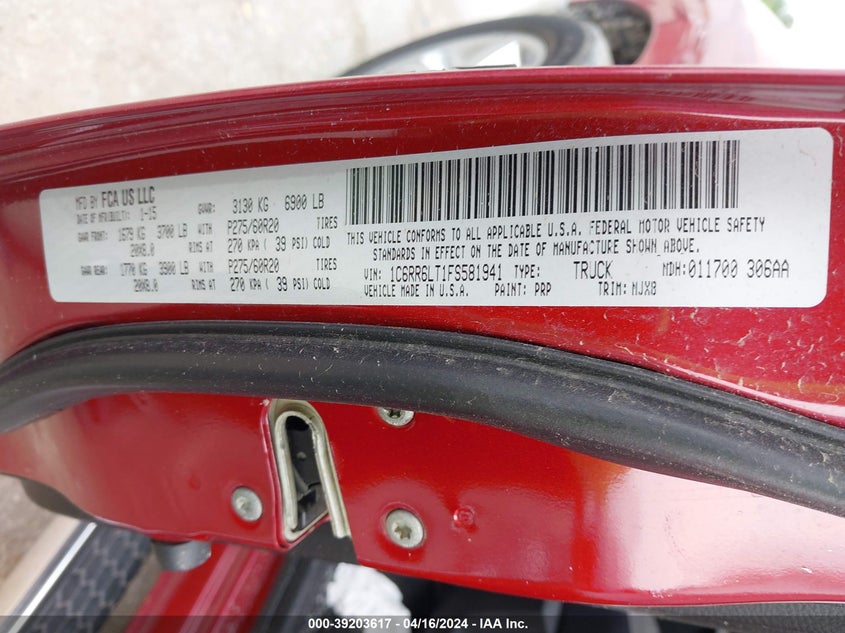 MFD BY FCA US LLC
DATE OF MFR(BUILT): 1-15
GAWR FRONT: 1679 KG 3700 LB
20X8.0 RIMS AT
GAWR REAR: 1770 KG 3900 LB
20X8.0 RIMS AT
GVWR: 3130 KG 6900 LB
P275/60R20 TIRES
270 KPA ( 39 PSI) COLD
P275/60R20 TIRES
270 KPA ( 39 PSI) COLD
THIS VEHICLE CONFORMS TO ALL APPLICABLE U.S.A. FEDERAL MOTOR VEHICLE SAFETY
STANDARDS IN EFFECT ON THE DATE OF MANUFACTURE SHOWN ABOVE.
VIN: 1C6RR6LT1FS581941 TYPE: TRUCK MDH: 011700 306AA
VEHICLE MADE IN U.S.A. PAINT: PRP TRIM: MJX8
000-39203617 - 04/16/2024 - IAA Inc.